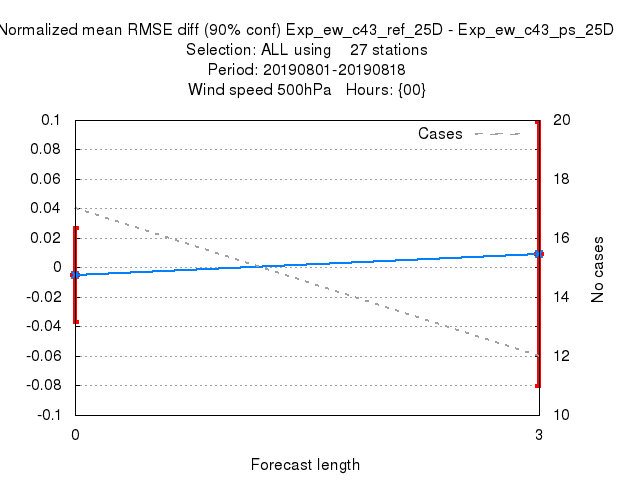 Normalized mean RMSE diff (90% conf) Exp_ew_c43_ref_25D - Exp_ew_c43_ps_25D
Selection: ALL using 27 stations
Period: 20190801-20190818
Wind speed 500hPa Hours: {00}
Cases
0.1
0.08
0.06
0.04
0.02
0
-0.02
-0.04
-0.06
-0.08
-0.1
20
18
16
14
12
10
No cases
0 3
Forecast length